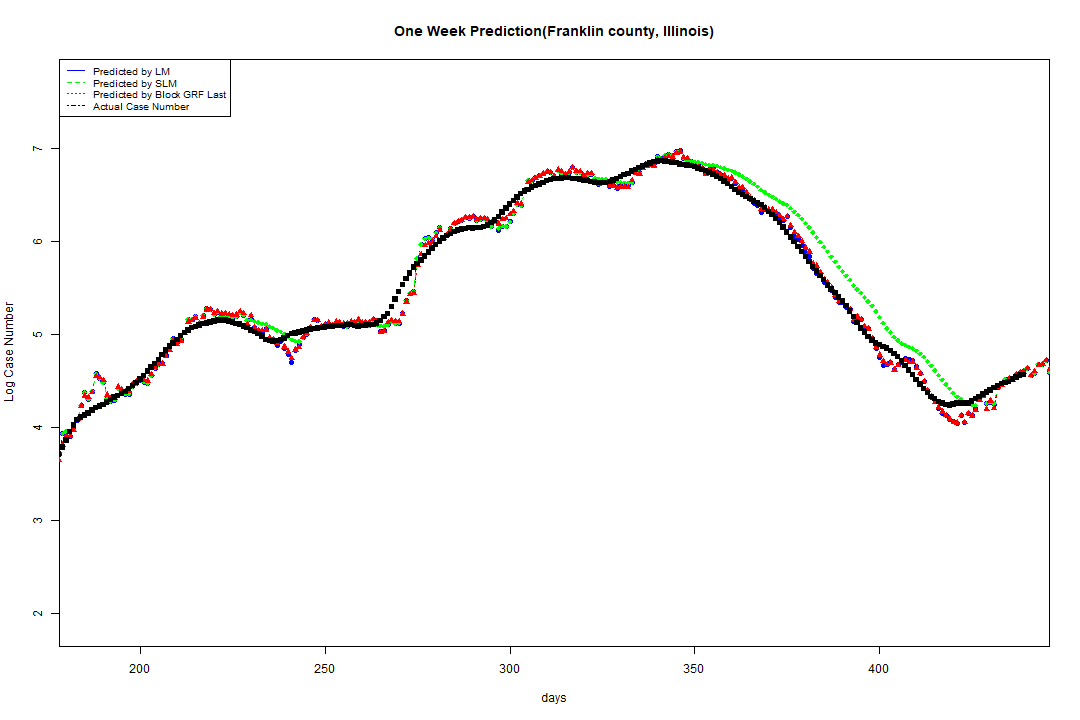 One Week Prediction(Franklin county, Illinois)
Predicted by LM
Predicted by SLM
Predicted by Block GRF Last
Actual Case Number
Log Case Number
7
6
5
4
3
2
200 250 300 350 400
days